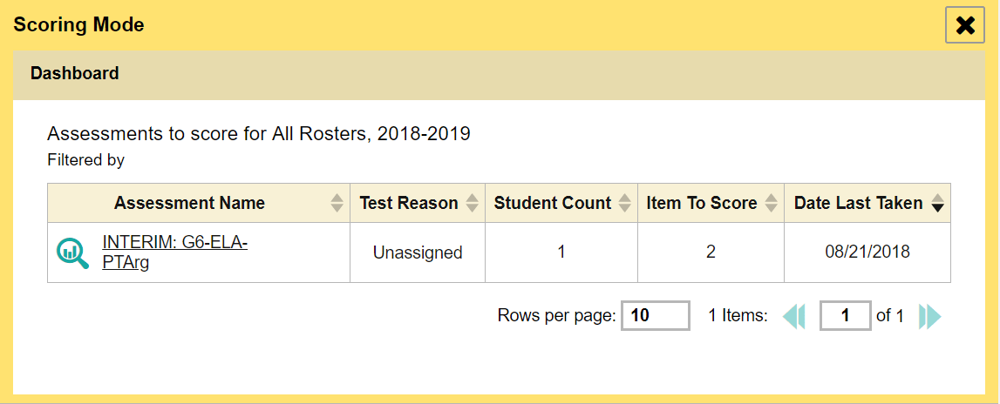 Scoring Mode
Dashboard
Assessments to score for All Rosters, 2018-2019
Filtered by
Assessment Name Test Reason Student Count Item To Score Date Last Taken
INTERIM: G6-ELA-
PTArg
Unassigned 1 2 08/21/2018
Rows per page: 10 1 Items: 1 of 1